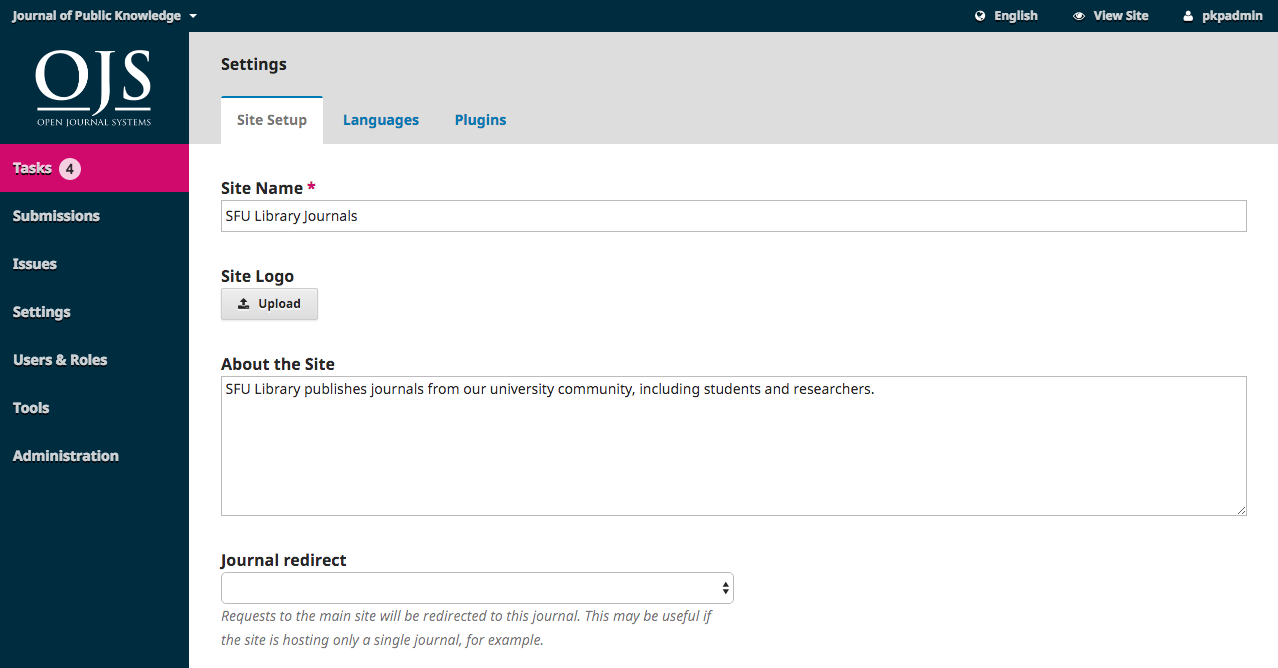 Journal of Public Knowledge
English
View Site
pkpadmin
OJS
OPEN JOURNAL SYSTEMS
Tasks 4
Submissions
Issues
Settings
Users & Roles
Tools
Administration
Settings
Site Setup
Languages
Plugins
Site Name *
SFU Library Journals
Site Logo
Upload
About the Site
SFU Library publishes journals from our university community, including students and researchers.
Journal redirect
Requests to the main site will be redirected to this journal. This may be useful if
the site is hosting only a single journal, for example.